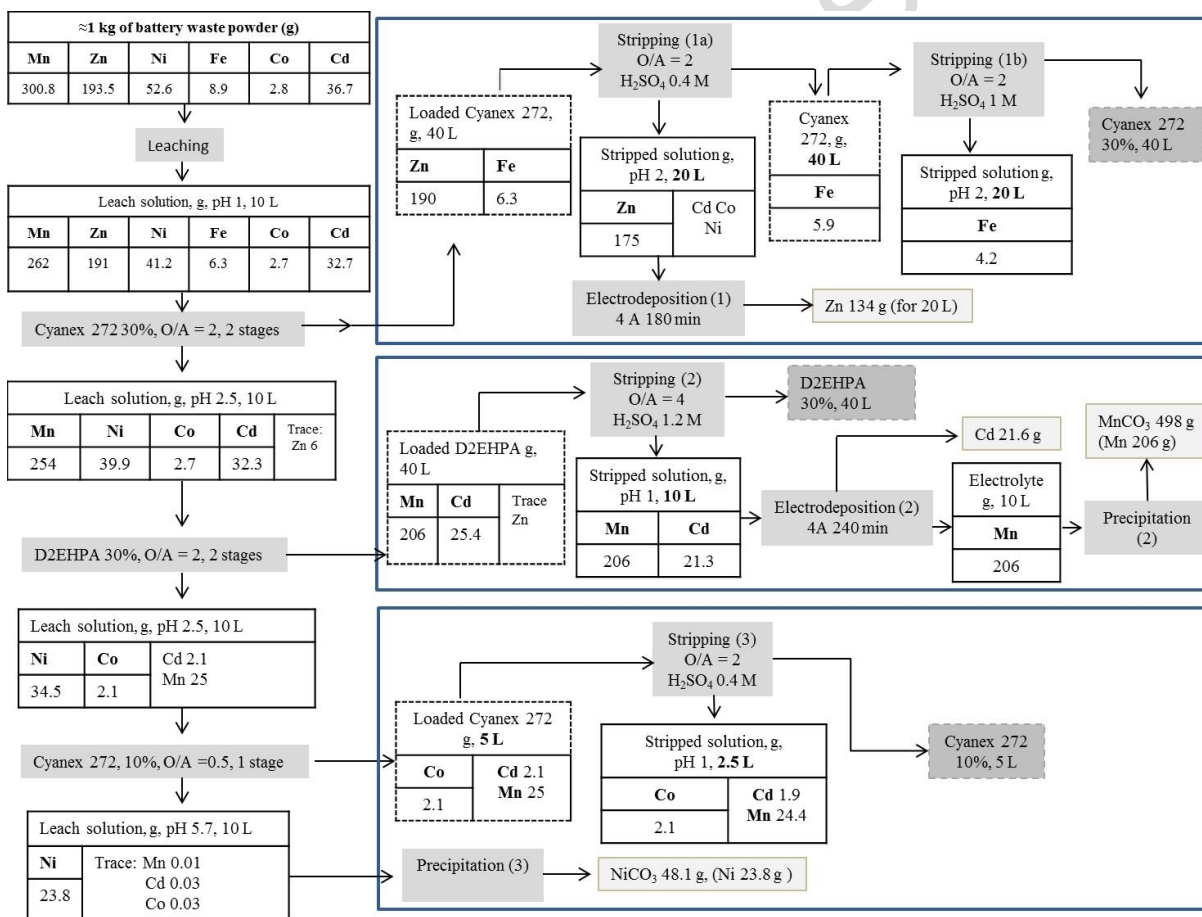 ≈1 kg of battery waste powder (g)
Mn Zn Ni Fe Co Cd
300.8 193.5 52.6 8.9 2.8 36.7
Leaching
Leach solution, g, pH 1, 10 L
Mn Zn Ni Fe Co Cd
262 191 41.2 6.3 2.7 32.7
Cyanex 272 30%, O/A = 2, 2 stages
Leach solution, g, pH 2.5, 10 L
Mn Ni Co Cd Trace:
Zn 6
254 39.9 2.7 32.3
D2EHPA 30%, O/A = 2, 2 stages
Leach solution, g, pH 2.5, 10 L
Ni Co Cd 2.1
Mn 25
34.5 2.1
Cyanex 272, 10%, O/A =0.5, 1 stage
Leach solution, g, pH 5.7, 10 L
Ni Trace: Mn 0.01
Cd 0.03
23.8
Co 0.03
Loaded Cyanex 272,
g, 40 L
Zn Fe
190 6.3
Stripping (1a)
O/A = 2
H₂SO₄ 0.4 M
Stripped solution g,
pH 2, 20 L
Zn Cd Co
Ni
175
Electrodeposition (1)
4 A 180 min
Zn 134 g (for 20 L)
Cyanex
272, g,
40 L
Fe
5.9
Stripping (1b)
O/A = 2
H₂SO₄ 1 M
Stripped solution g,
pH 2, 20 L
Fe
4.2
Cyanex 272
30%, 40 L
Loaded D2EHPA g,
40 L
Mn Cd Trace
Zn
206 25.4
Stripping (2)
O/A = 4
H₂SO₄ 1.2 M
D2EHPA
30%, 40 L
Stripped solution, g,
pH 1, 10 L
Mn Cd
206 21.3
Electrodeposition (2)
4A 240 min
Cd 21.6 g
Electrolyte
g, 10 L
Mn
206
Precipitation
(2)
MnCO₃ 498 g
(Mn 206 g)
Loaded Cyanex 272
g, 5 L
Co Cd 2.1
Mn 25
2.1
Stripping (3)
O/A = 2
H₂SO₄ 0.4 M
Stripped solution, g,
pH 1, 2.5 L
Co Cd 1.9
Mn 24.4
2.1
Cyanex 272
10%, 5 L
Precipitation (3)
NiCO₃ 48.1 g, (Ni 23.8 g )